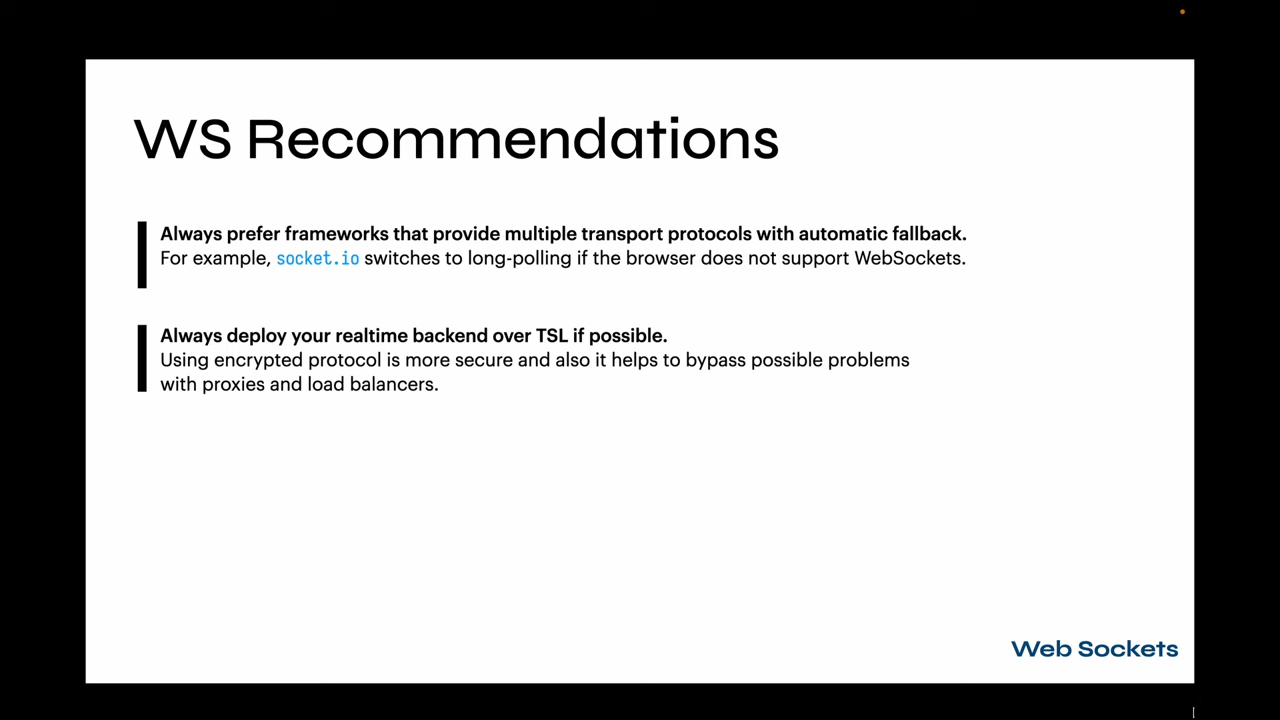 WS Recommendations
Always prefer frameworks that provide multiple transport protocols with automatic fallback.
For example, socket.io switches to long-polling if the browser does not support WebSockets.
Always deploy your realtime backend over TSL if possible.
Using encrypted protocol is more secure and also it helps to bypass possible problems
with proxies and load balancers.
Web Sockets